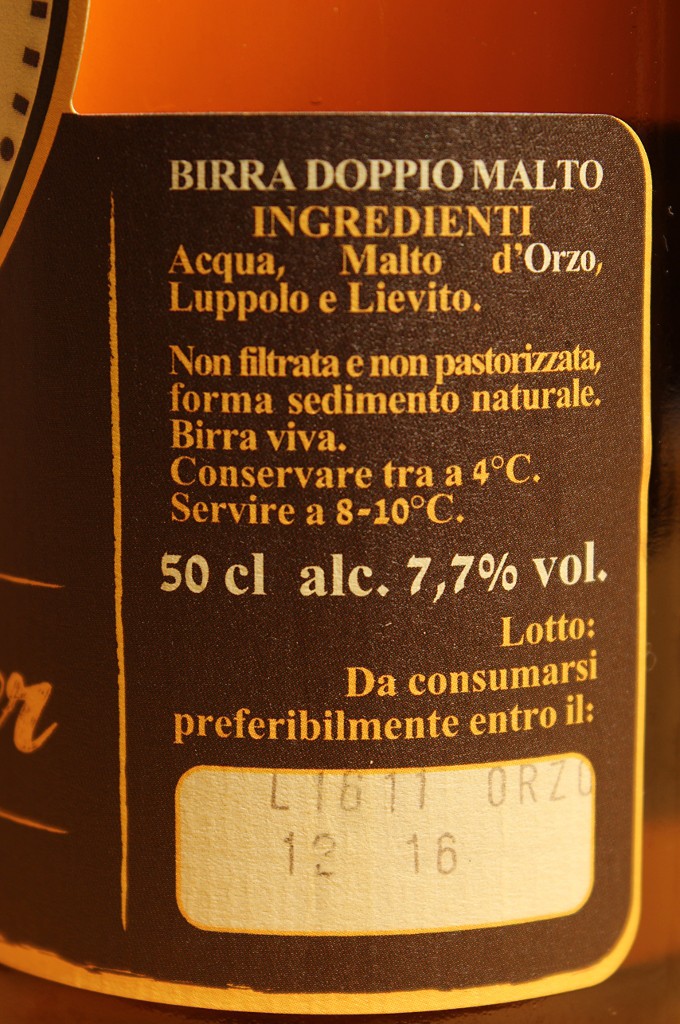 BIRRA DOPPIO MALTO
INGREDIENTI
Acqua, Malto d'Orzo,
Luppolo e Lievito.
Non filtrata e non pastorizzata,
forma sedimento naturale.
Birra viva.
Conservare tra a 4°C.
Servire a 8-10°C.
50 cl alc. 7,7% vol.
Lotto:
Da consumarsi
preferibilmente entro il:
L1611 ORZO
12 16